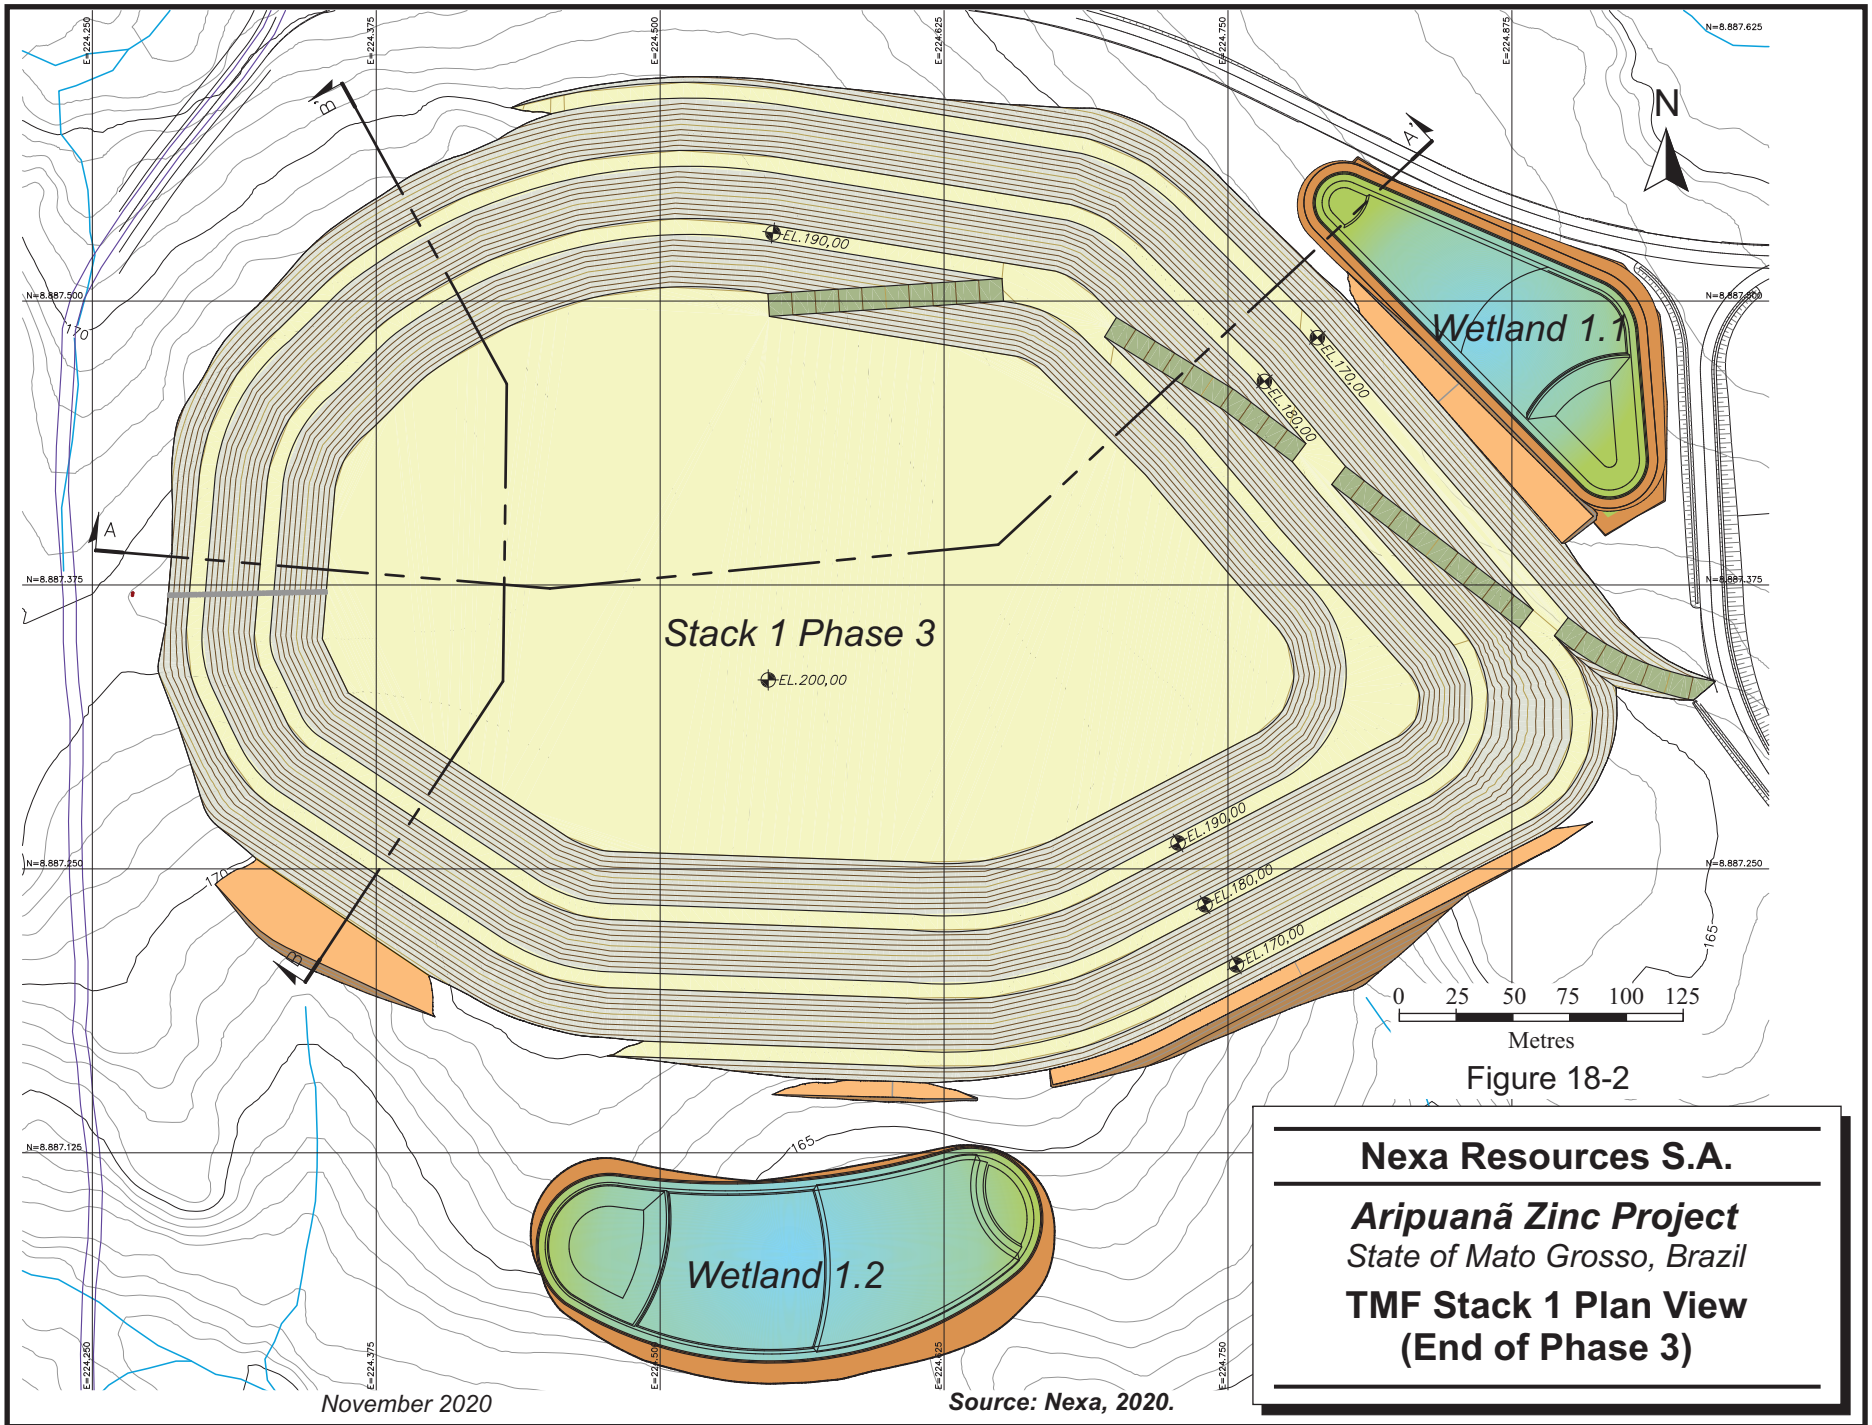 E=224.250
E=224.375
E=224.500
E=224.625
E=224.750
E=224.875
N=8.887.625
B'
A'
N
EL.190,00
N=8.887.500
N=8.887.500
170
Wetland 1.1
EL.170,00
EL.180,00
A
N=8.887.375
N=8.887.375
Stack 1 Phase 3
EL.200,00
EL.190,00
N=8.887.250
N=8.887.250
170
EL.180,00
EL.170,00
165
B
0 25 50 75 100 125
Metres
Figure 18-2
N=8.887.125
165
Wetland 1.2
Nexa Resources S.A.
Aripuanã Zinc Project
State of Mato Grosso, Brazil
TMF Stack 1 Plan View
(End of Phase 3)
E=224.250
E=224.375
E=224.500
E=224.625
E=224.750
November 2020
Source: Nexa, 2020.